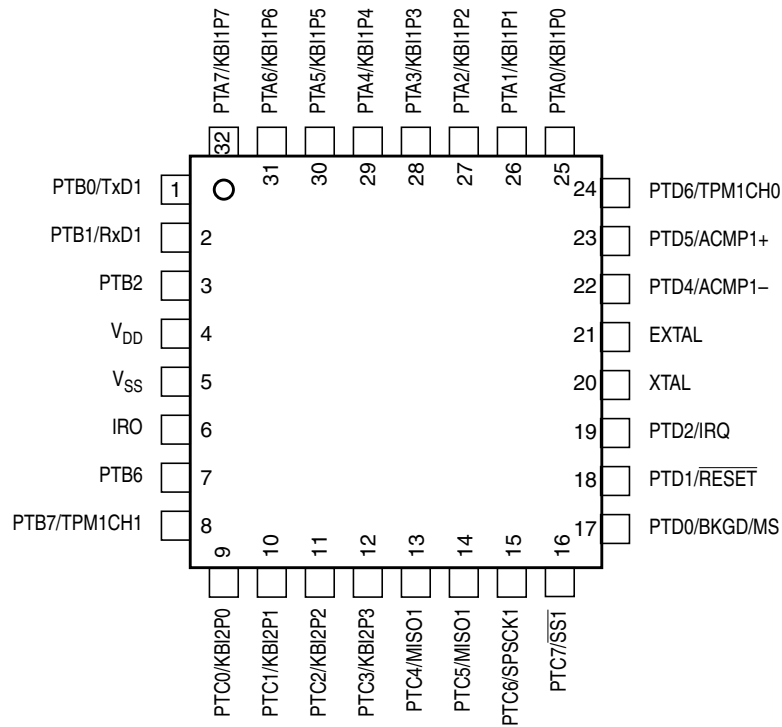 PTA7/KBI1P7
PTA6/KBI1P6
PTA5/KBI1P5
PTA4/KBI1P4
PTA3/KBI1P3
PTA2/KBI1P2
PTA1/KBI1P1
PTA0/KBI1P0
32
31
30
29
28
27
26
25
PTB0/TxD1
1
24
PTD6/TPM1CH0
PTB1/RxD1
2
23
PTD5/ACMP1+
PTB2
3
22
PTD4/ACMP1–
VDD
4
21
EXTAL
VSS
5
20
XTAL
IRO
6
19
PTD2/IRQ
PTB6
7
18
PTD1/RESET
PTB7/TPM1CH1
8
17
PTD0/BKGD/MS
9
10
11
12
13
14
15
16
PTC0/KBI2P0
PTC1/KBI2P1
PTC2/KBI2P2
PTC3/KBI2P3
PTC4/MISO1
PTC5/MISO1
PTC6/SPSCK1
PTC7/SS1